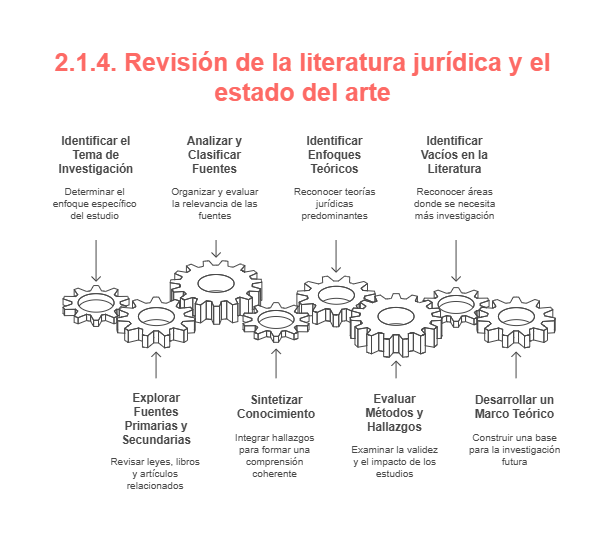 2.1.4. Revisión de la literatura jurídica y el
estado del arte
Identificar el
Tema de
Investigación
Determinar el
enfoque específico
del estudio
Analizar y
Clasificar
Fuentes
Organizar y evaluar
la relevancia de las
fuentes
Identificar
Enfoques
Teóricos
Reconocer teorías
jurídicas
predominantes
Identificar
Vacíos en la
Literatura
Reconocer áreas
donde se necesita
más investigación
Explorar
Fuentes
Primarias y
Secundarias
Revisar leyes, libros
y artículos
relacionados
Sintetizar
Conocimiento
Integrar hallazgos
para formar una
comprensión
coherente
Evaluar
Métodos y
Hallazgos
Examinar la validez
y el impacto de los
estudios
Desarrollar un
Marco Teórico
Construir una base
para la investigación
futura